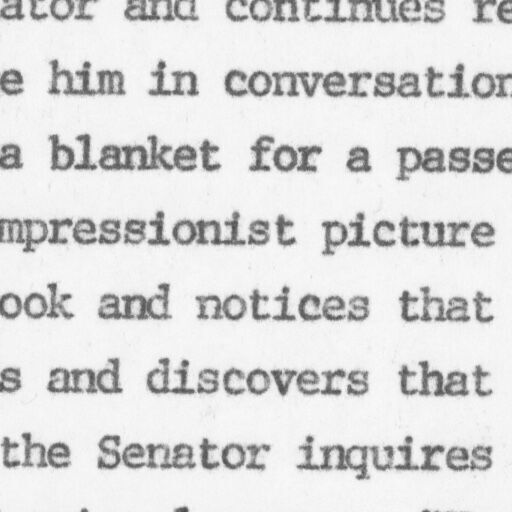 ator and continues re
e him in conversation
a blanket for a passe
mpressionist picture
ook and notices that
s and discovers that
the Senator inquires